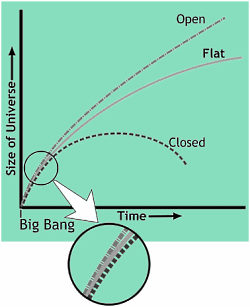 Open
Flat
Closed
Size of Universe
Time
Big Bang